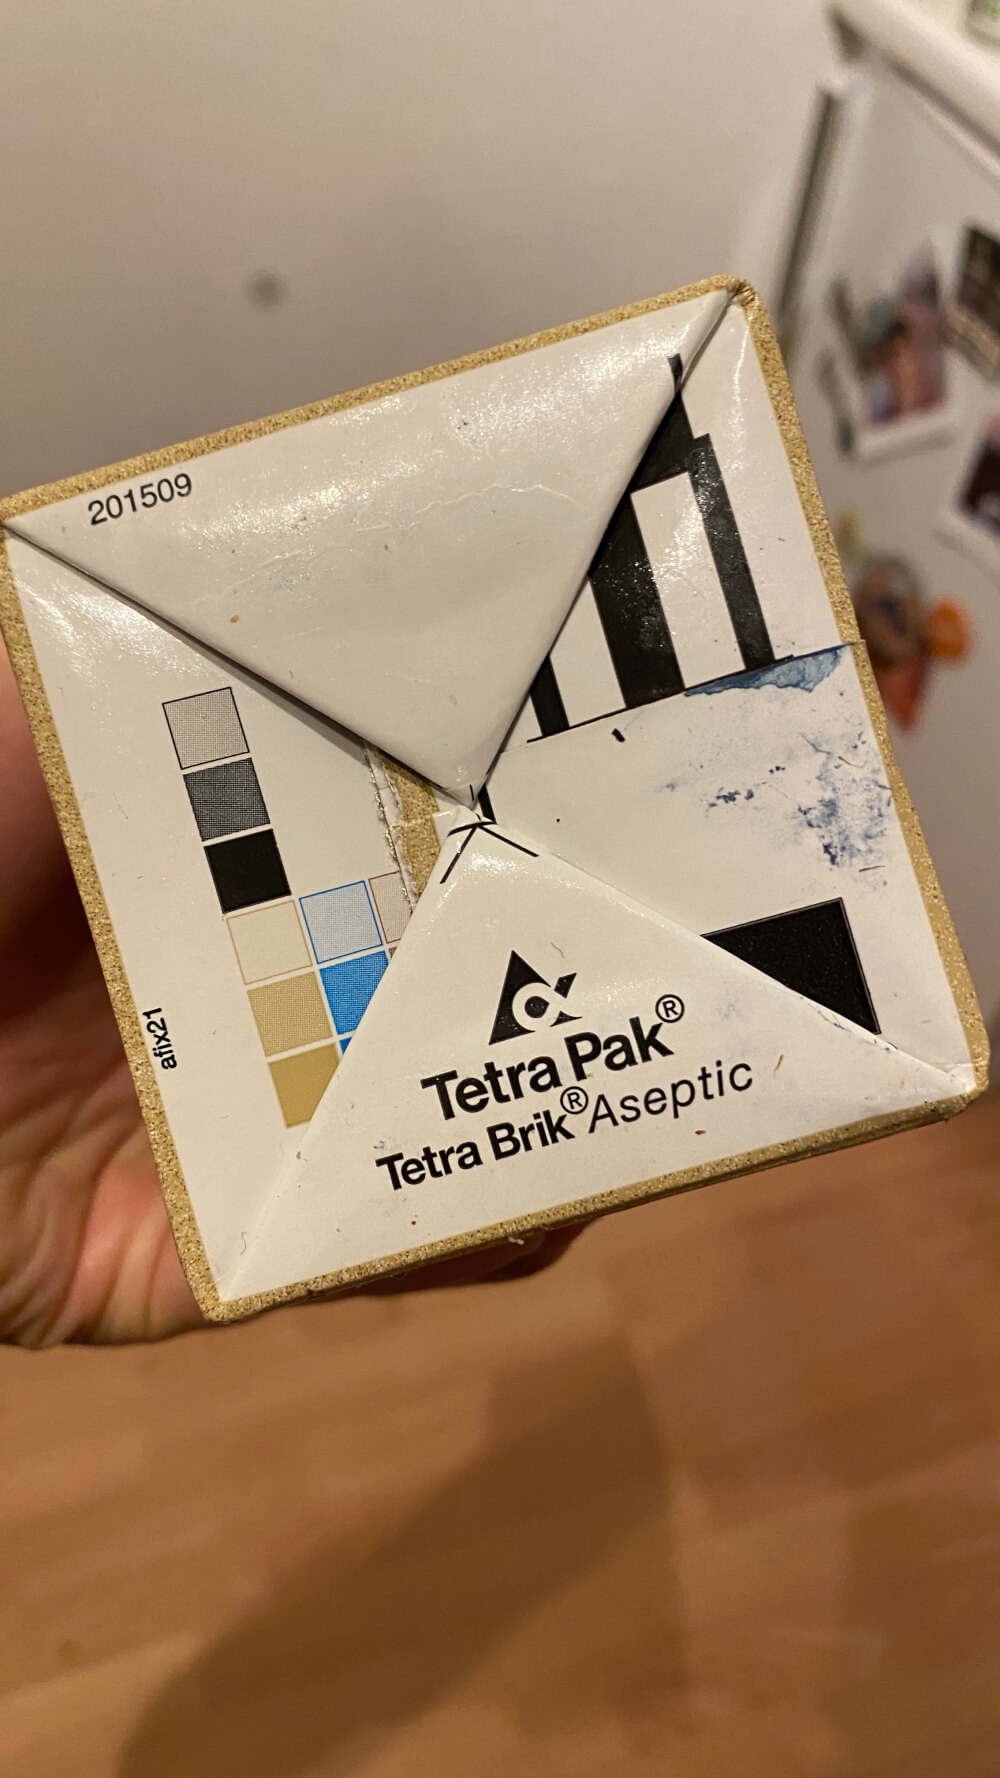 201509
afix21
Tetra Pak®
Tetra Brik® Aseptic